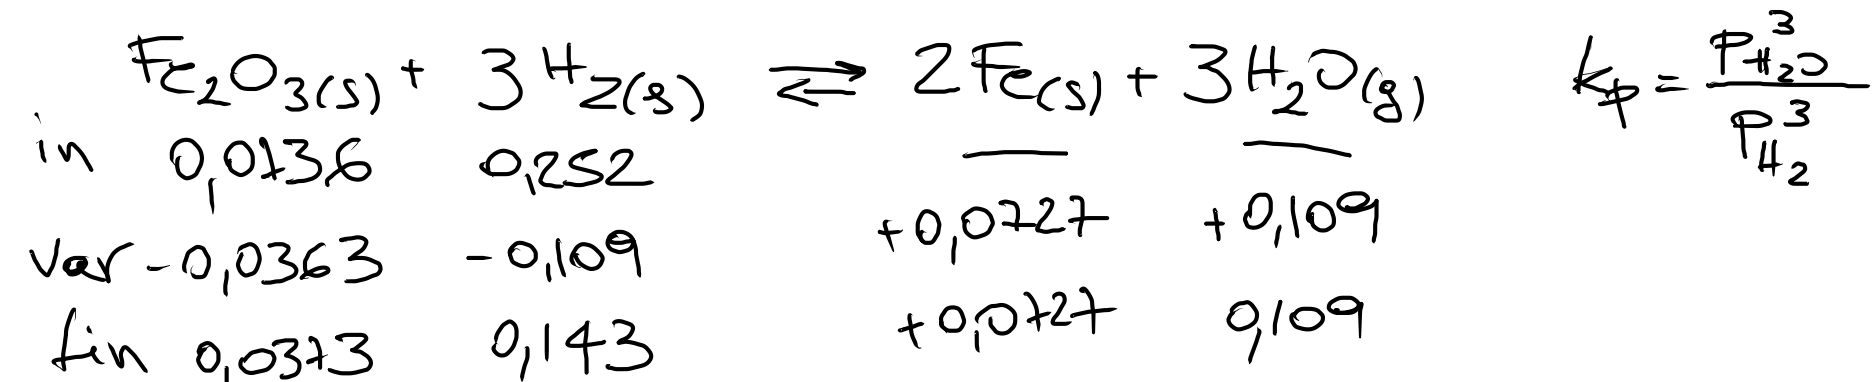 Fe₂O₃(s) + 3H₂(g) ⇌ 2Fe(s) + 3H₂O(g) Kp = P³H₂O / P³H₂
in 0,0736 0,252 — —
var -0,0363 -0,109 +0,0727 +0,109
fin 0,0373 0,143 +0,0727 0,109